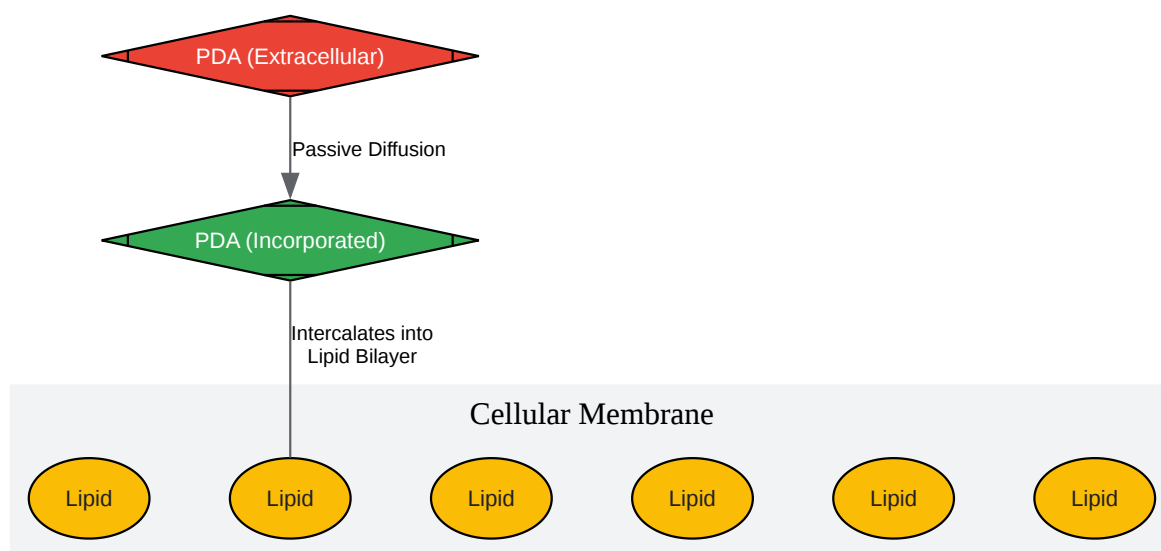 PDA (Extracellular)
Passive Diffusion
PDA (Incorporated)
Intercalates into
Lipid Bilayer
Cellular Membrane
Lipid Lipid Lipid Lipid Lipid Lipid